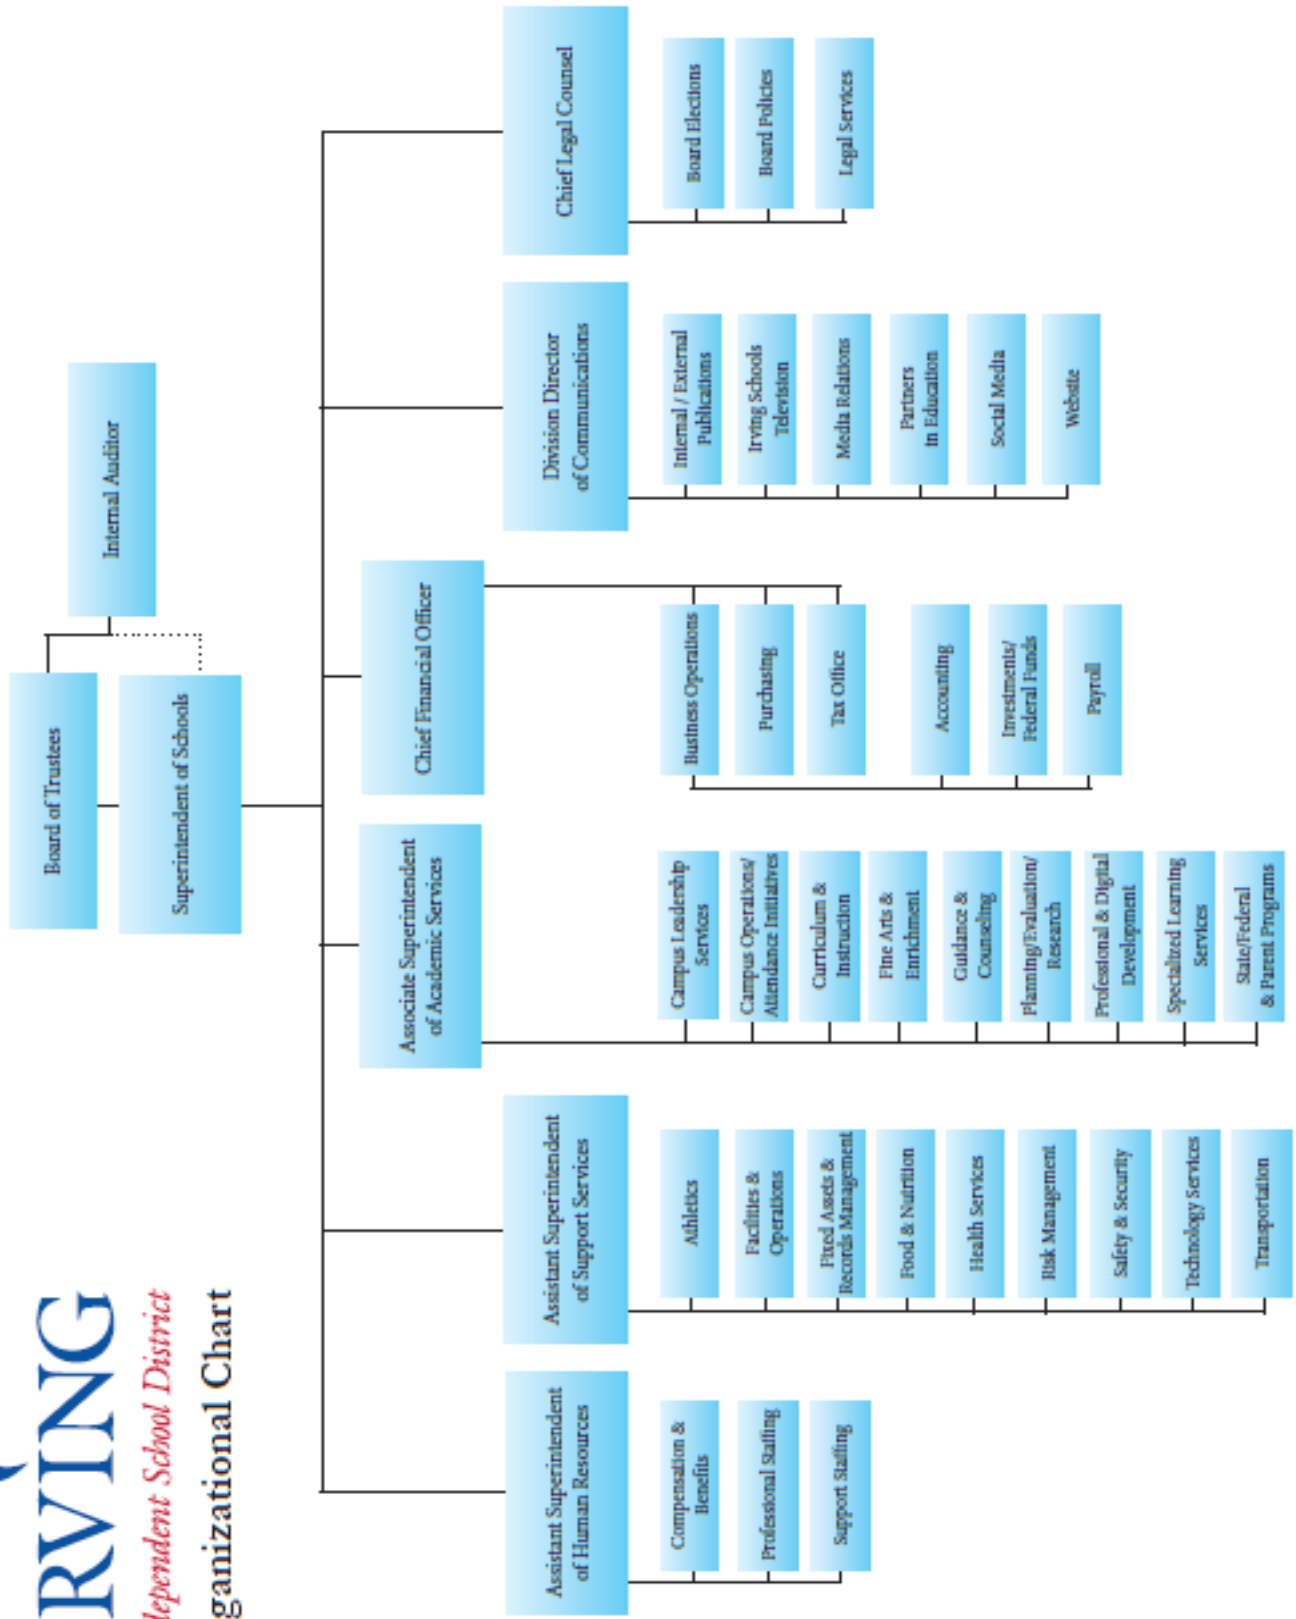 RVING
dependent School District
ganizational Chart
Board of Trustees
Superintendent of Schools
Internal Auditor
Assistant Superintendent
of Human Resources
Compensation &
Benefits
Professional Staffing
Support Staffing
Assistant Superintendent
of Support Services
Athletics
Facilities &
Operations
Fixed Assets &
Records Management
Food & Nutrition
Health Services
Risk Management
Safety & Security
Technology Services
Transportation
Associate Superintendent
of Academic Services
Campus Leadership
Services
Campus Operations/
Attendance Initiatives
Curriculum &
Instruction
Fine Arts &
Enrichment
Guidance &
Counseling
Planning/Evaluation/
Research
Professional & Digital
Development
Specialized Learning
Services
State/Federal
& Parent Programs
Chief Financial Officer
Business Operations
Purchasing
Tax Office
Accounting
Investments/
Federal Funds
Payroll
Division Director
of Communications
Internal / External
Publications
Irving Schools
Television
Media Relations
Partners
in Education
Social Media
Website
Chief Legal Counsel
Board Elections
Board Policies
Legal Services